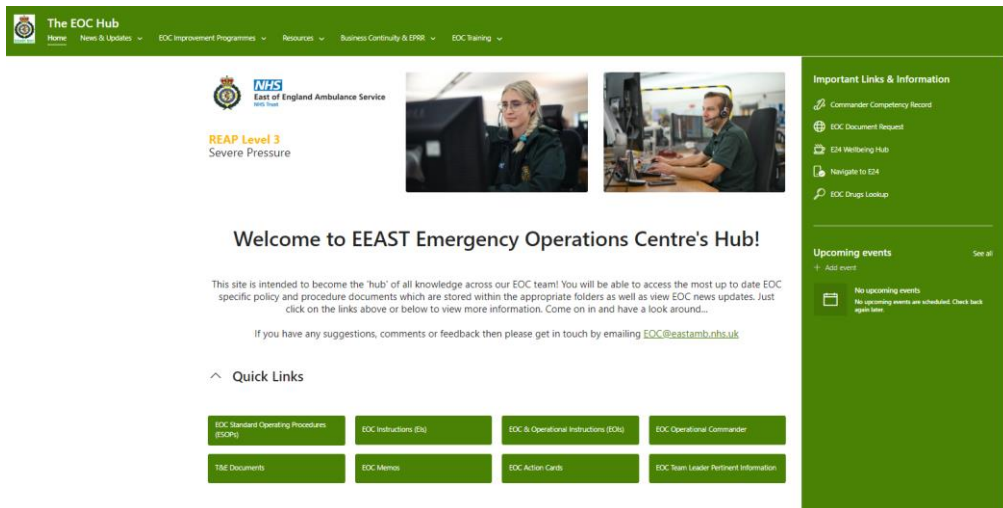 The EOC Hub
Home News & Updates EOC Improvement Programmes Resources Business Continuity & EPRR EOC Training
NHS
East of England Ambulance Service
NHS Trust
REAP Level 3
Severe Pressure
Welcome to EEAST Emergency Operations Centre's Hub!
This site is intended to become the 'hub' of all knowledge across our EOC team! You will be able to access the most up to date EOC
specific policy and procedure documents which are stored within the appropriate folders as well as view EOC news updates. Just
click on the links above or below to view more information. Come on in and have a look around...
If you have any suggestions, comments or feedback then please get in touch by emailing EOC@eastamb.nhs.uk
Quick Links
EOC Standard Operating Procedures
(ESOPs)
EOC Instructions (EIs)
EOC & Operational Instructions (EOIs)
EOC Operational Commander
T&E Documents
EOC Memos
EOC Action Cards
EOC Team Leader Pertinent Information
Important Links & Information
Commander Competency Record
EOC Document Request
E24 Wellbeing Hub
Navigate to E24
EOC Drugs Lookup
Upcoming events See all
+ Add event
No upcoming events
No upcoming events are scheduled. Check back
again later.